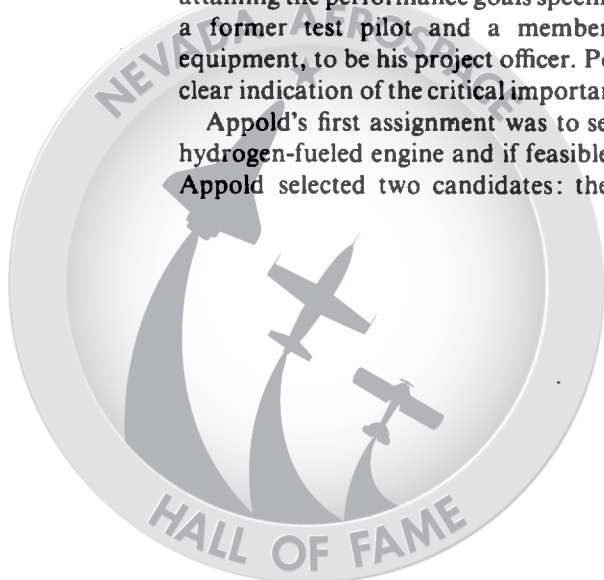 attaining the performance goals specifi
a former test pilot and a member
equipment, to be his project officer. Po
clear indication of the critical importan
Appold's first assignment was to se
hydrogen-fueled engine and if feasible
Appold selected two candidates: the
NEVADA AEROSPACE
HALL OF FAME